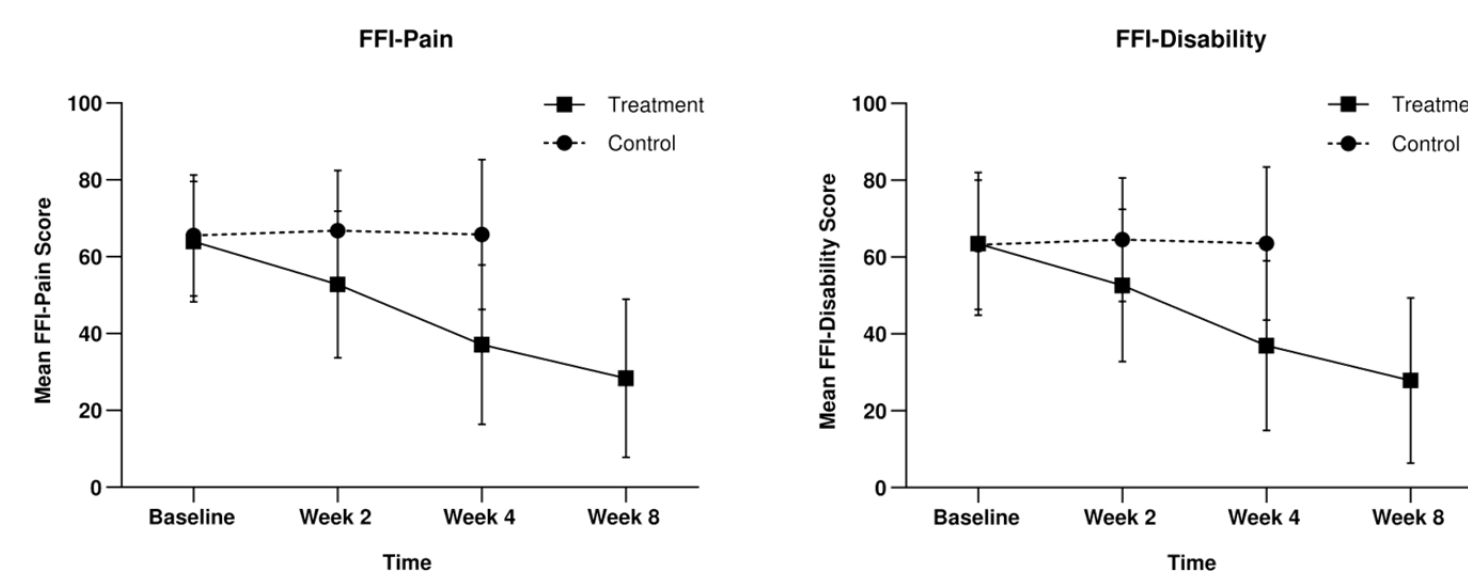 FFI-Pain
Treatment
Control
100
80
60
40
20
0
Mean FFI-Pain Score
Baseline Week 2 Week 4 Week 8
Time
FFI-Disability
Treatme
Control
100
80
60
40
20
0
Mean FFI-Disability Score
Baseline Week 2 Week 4 Week 8
Time